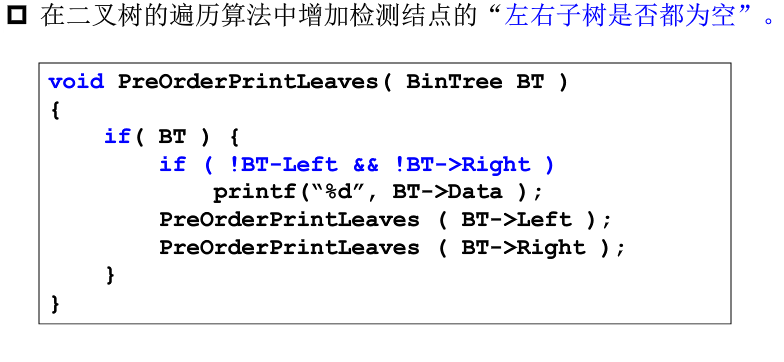 在二叉树的遍历算法中增加检测结点的“左右子树是否都为空”。
void PreOrderPrintLeaves( BinTree BT )
{
if( BT ) {
if ( !BT-Left && !BT->Right )
printf(“%d”, BT->Data );
PreOrderPrintLeaves ( BT->Left );
PreOrderPrintLeaves ( BT->Right );
}
}